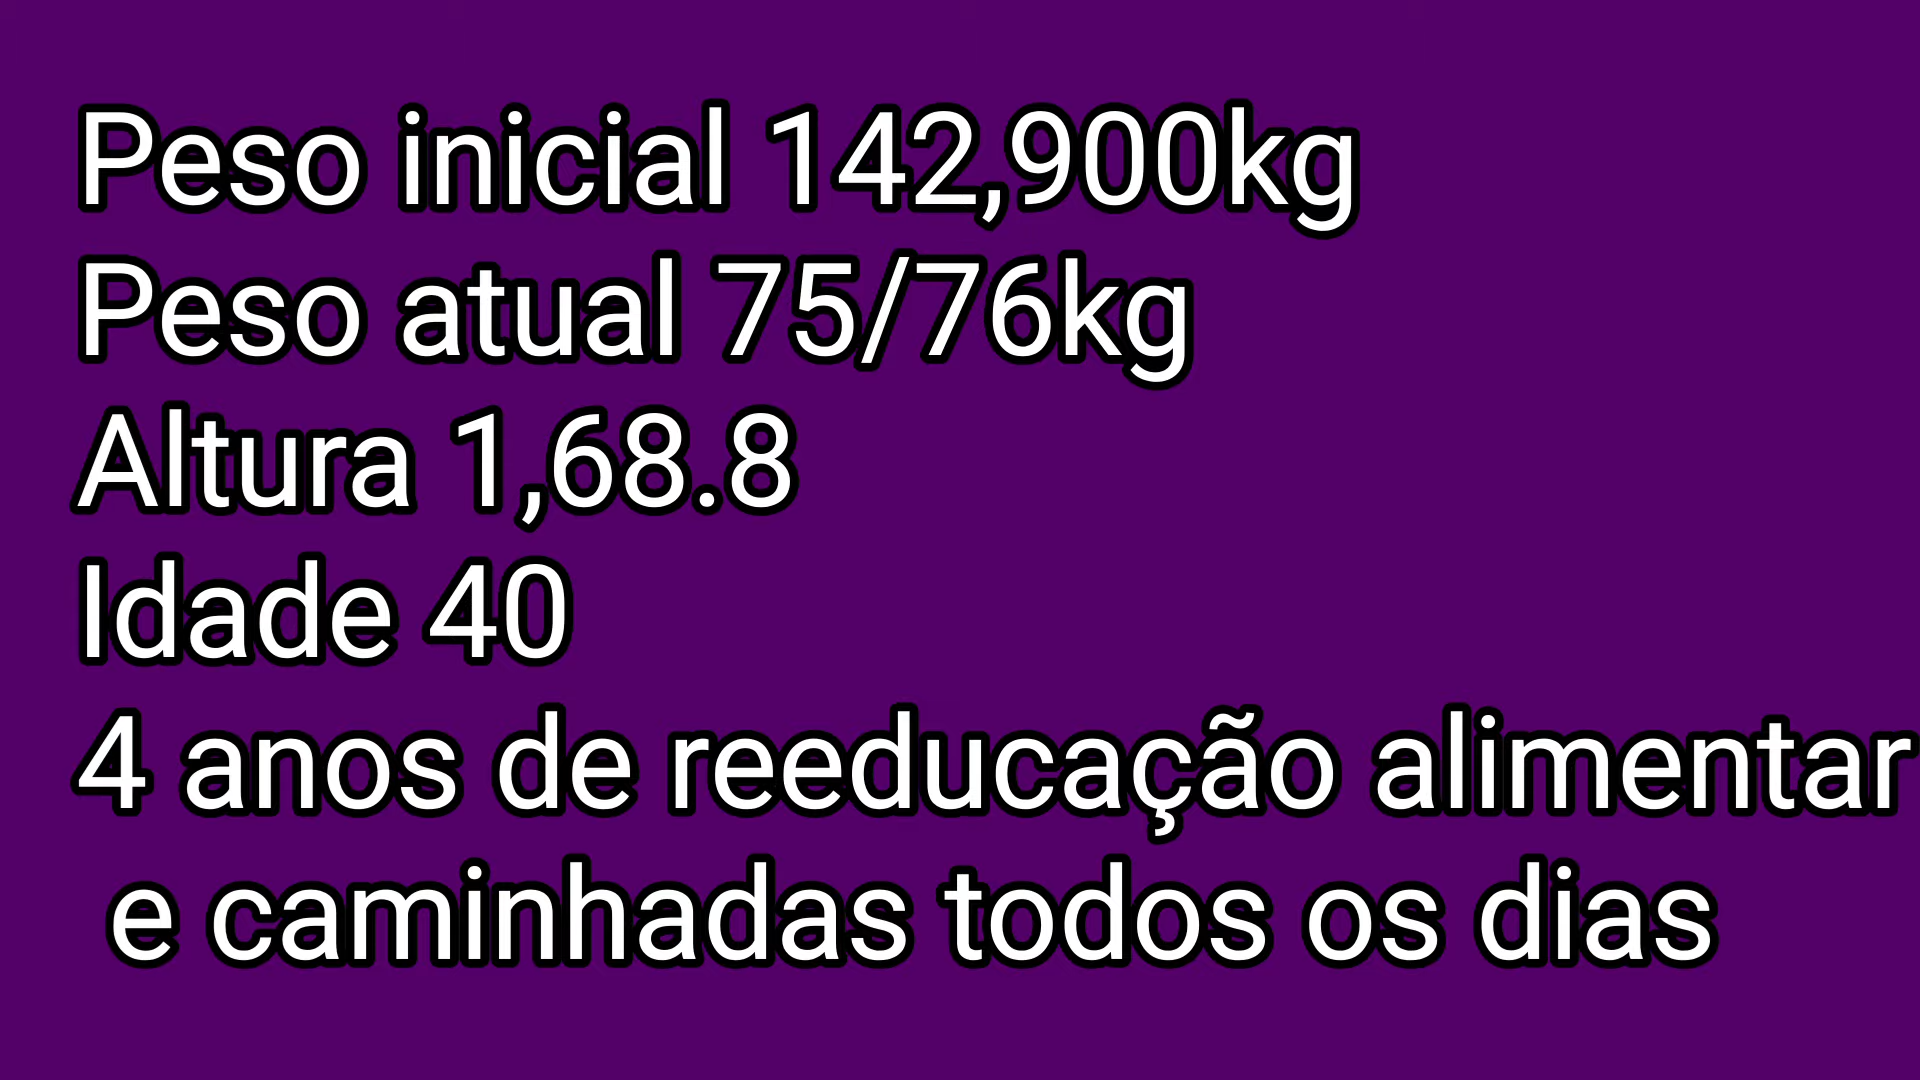 Peso inicial 142,900kg
Peso atual 75/76kg
Altura 1,68.8
Idade 40
4 anos de reeducação alimentar
e caminhadas todos os dias